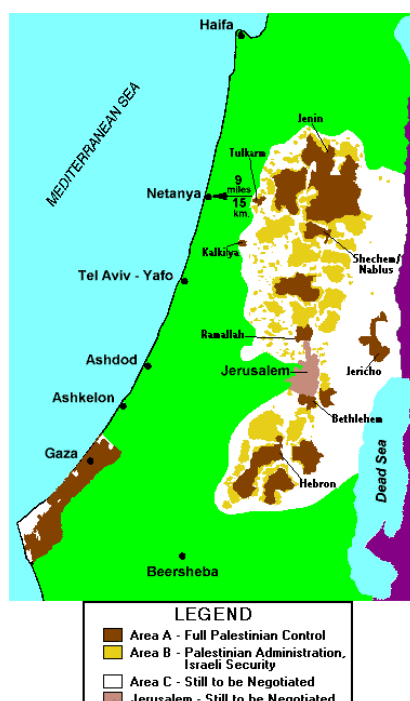 Haifa
MEDITERRANEAN SEA
Jenin
Tulkarm
9
miles
Netanya
15
km.
Kalkilya
Shechem/
Nablus
Tel Aviv - Yafo
Ramallah
Ashdod
Jerusalem
Jericho
Ashkelon
Bethlehem
Gaza
Dead Sea
Hebron
Beersheba
LEGEND
Area A - Full Palestinian Control
Area B - Palestinian Administration,
Israeli Security
Area C - Still to be Negotiated
Jerusalem - Still to be Negotiated